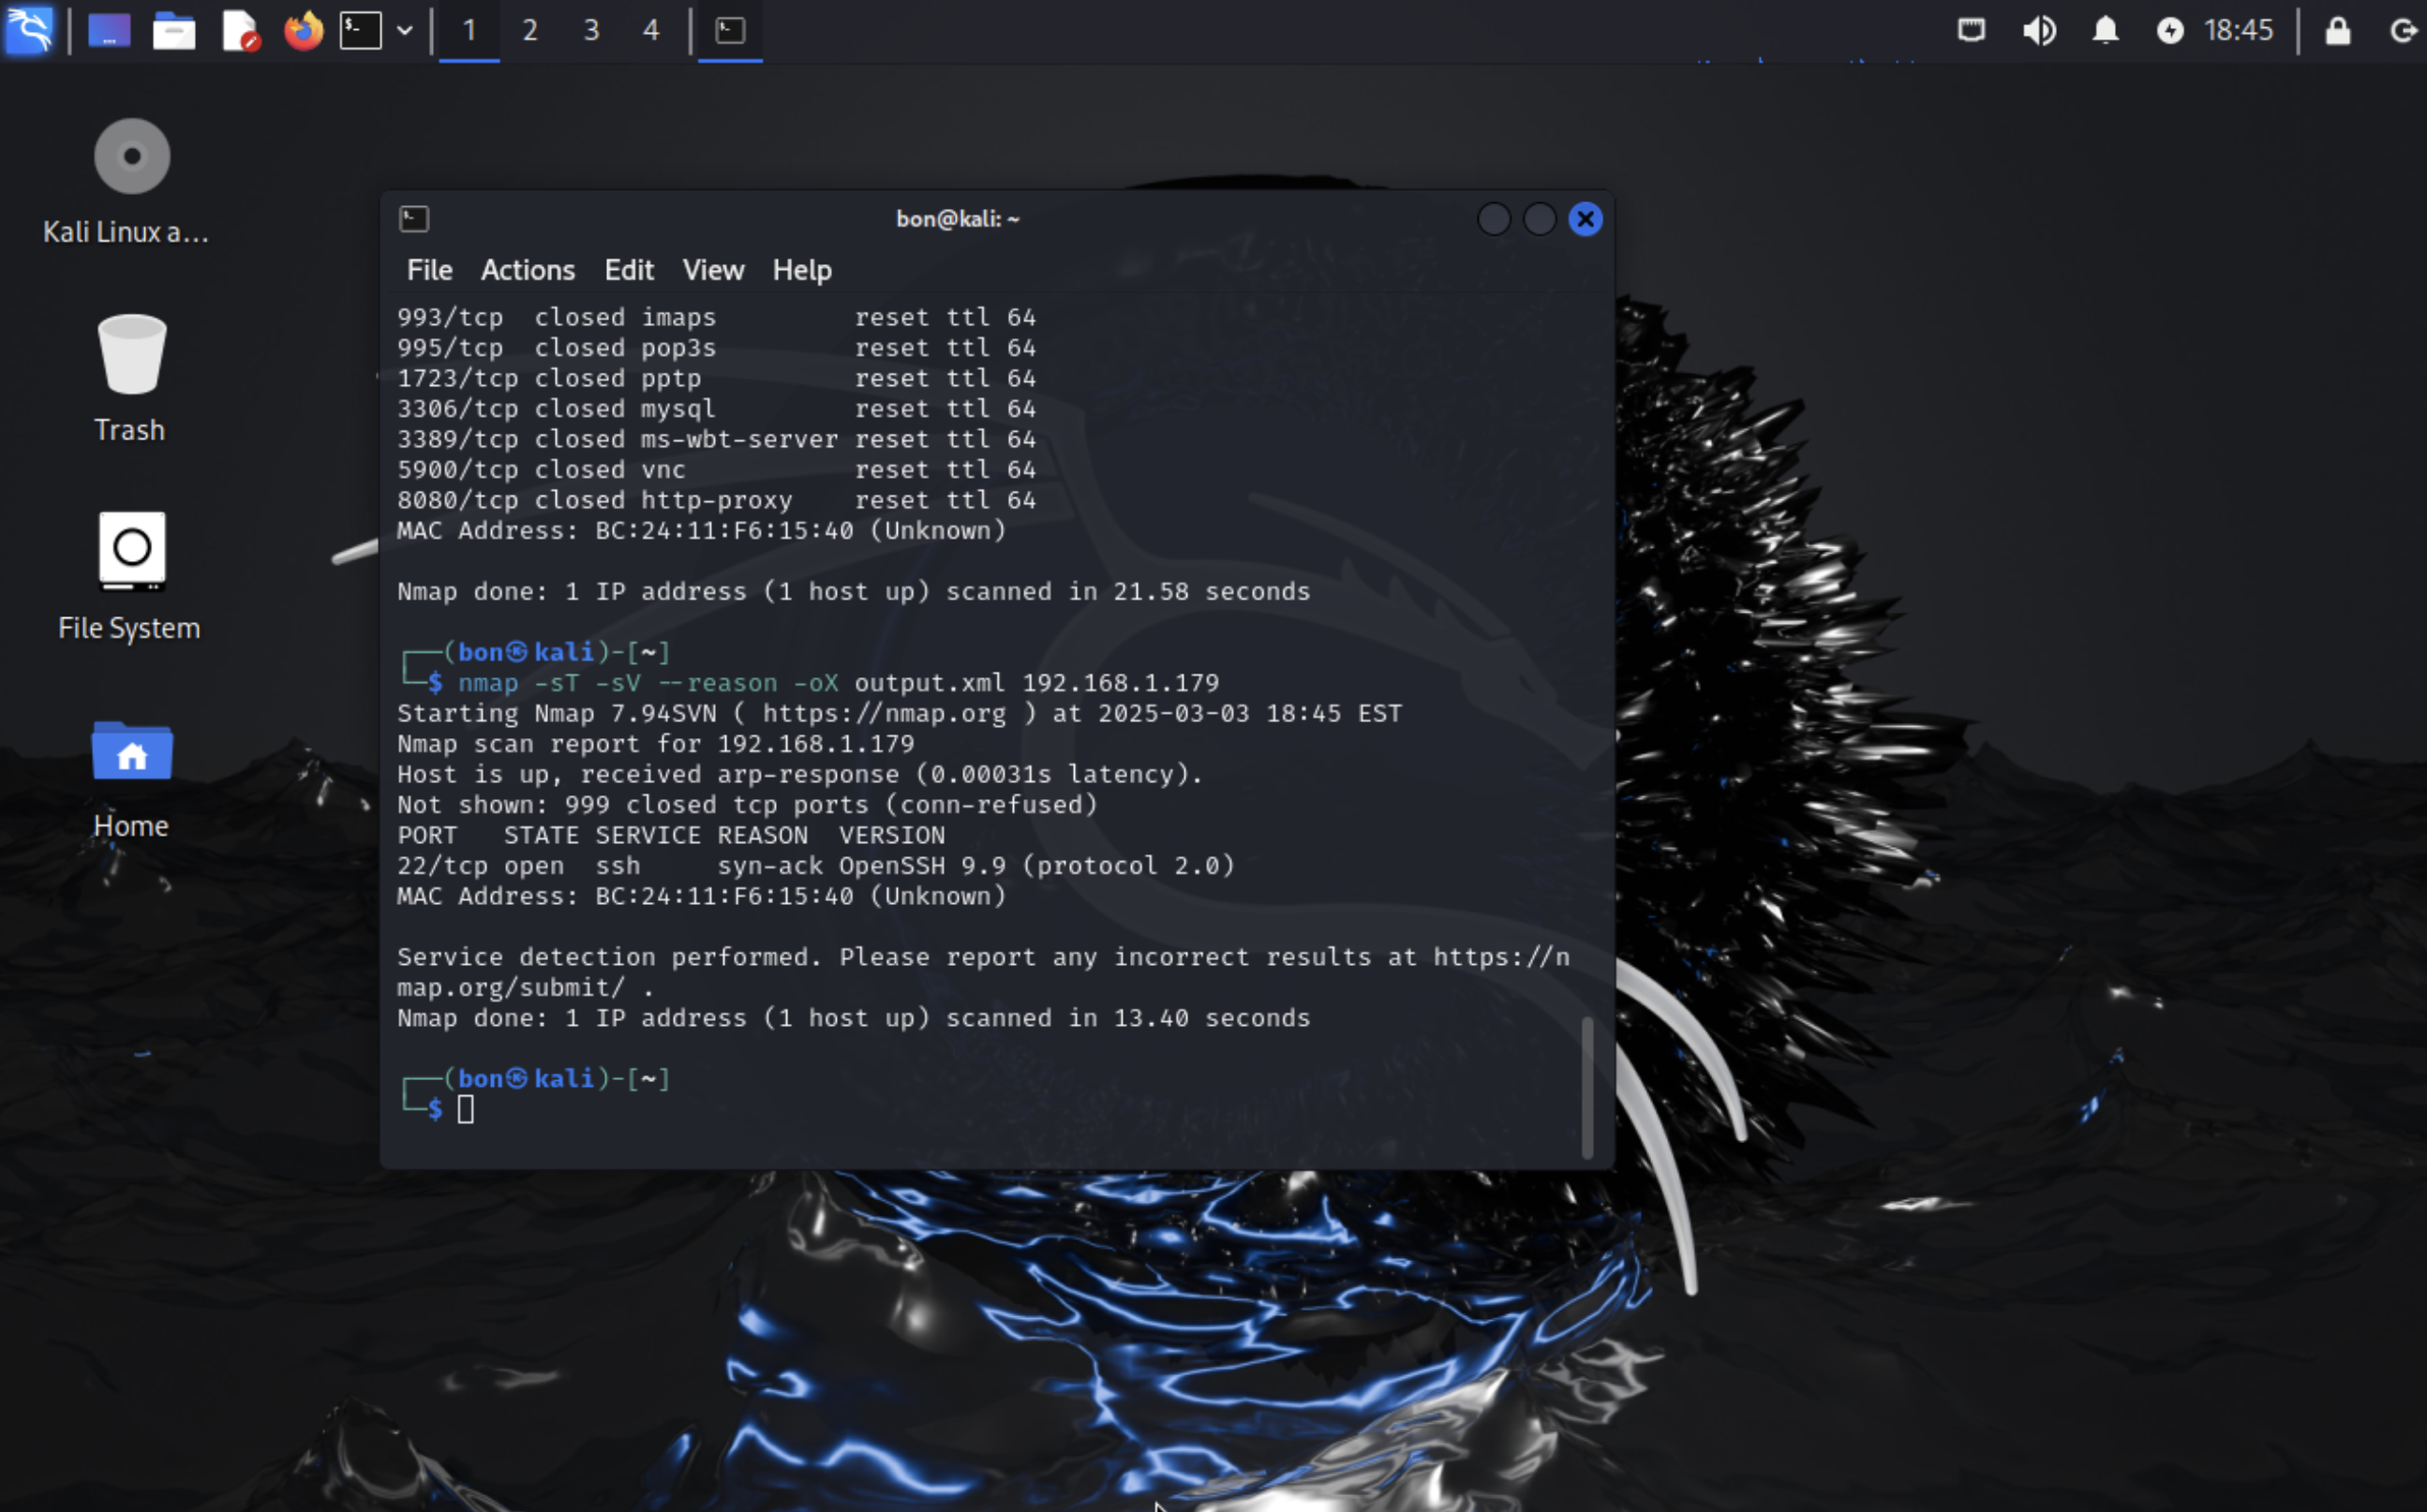 1 2 3 4 18:45
Kali Linux a...
Trash
File System
Home
bon@kali: ~
File Actions Edit View Help
993/tcp  closed imaps         reset ttl 64
995/tcp  closed pop3s         reset ttl 64
1723/tcp closed pptp          reset ttl 64
3306/tcp closed mysql         reset ttl 64
3389/tcp closed ms-wbt-server reset ttl 64
5900/tcp closed vnc           reset ttl 64
8080/tcp closed http-proxy    reset ttl 64
MAC Address: BC:24:11:F6:15:40 (Unknown)
Nmap done: 1 IP address (1 host up) scanned in 21.58 seconds
┌──(bon㉿kali)-[~]
└─$ nmap -sT -sV --reason -oX output.xml 192.168.1.179
Starting Nmap 7.94SVN ( https://nmap.org ) at 2025-03-03 18:45 EST
Nmap scan report for 192.168.1.179
Host is up, received arp-response (0.00031s latency).
Not shown: 999 closed tcp ports (conn-refused)
PORT   STATE SERVICE REASON  VERSION
22/tcp open  ssh     syn-ack OpenSSH 9.9 (protocol 2.0)
MAC Address: BC:24:11:F6:15:40 (Unknown)
Service detection performed. Please report any incorrect results at https://n
map.org/submit/ .
Nmap done: 1 IP address (1 host up) scanned in 13.40 seconds
┌──(bon㉿kali)-[~]
└─$